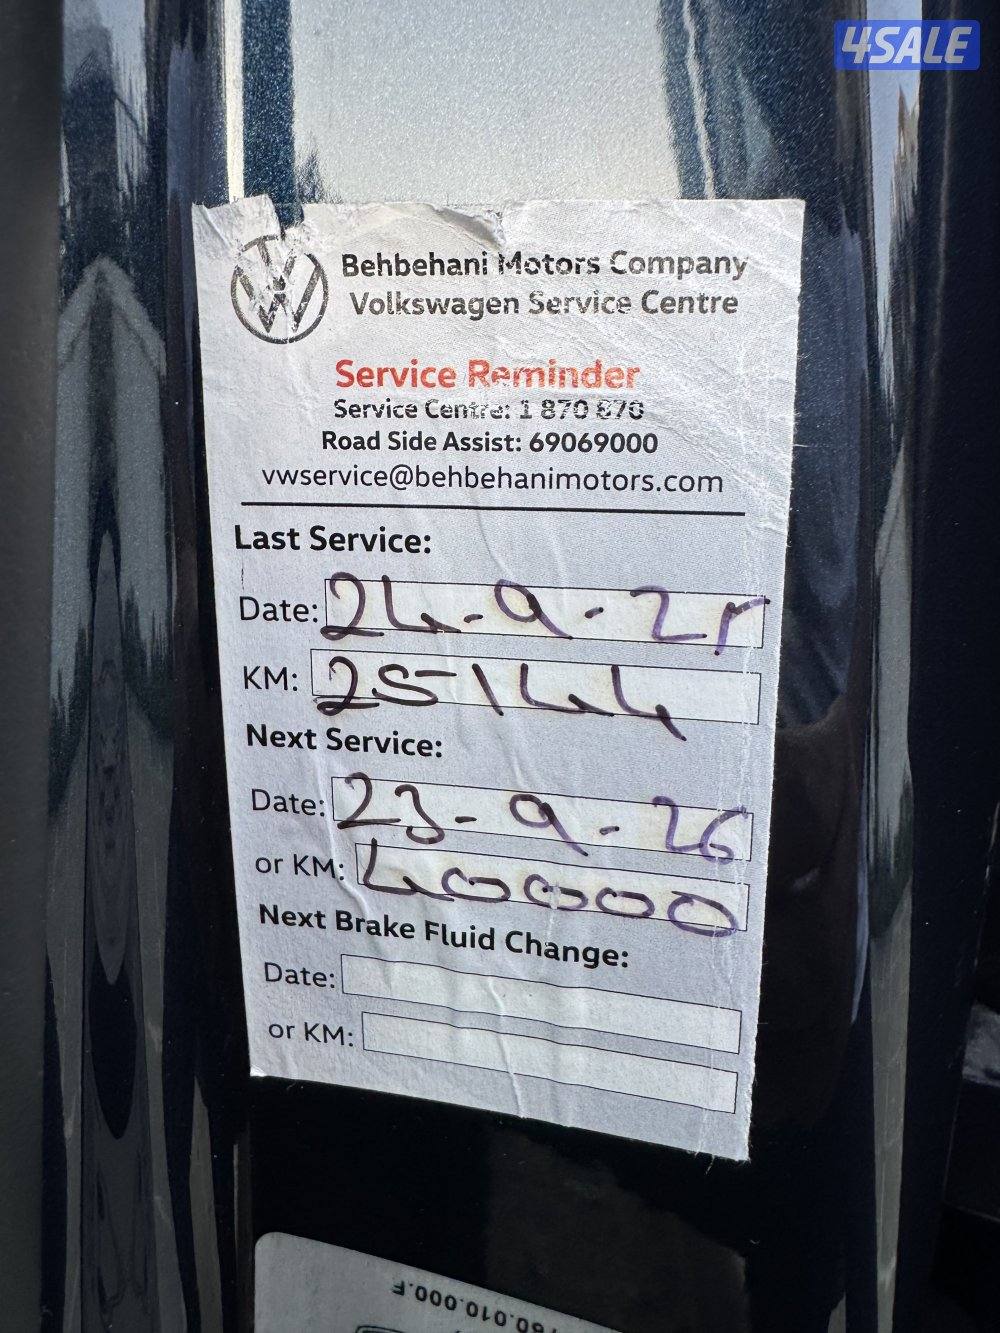 4SALE
Behbehani Motors Company
Volkswagen Service Centre
Service Reminder
Service Centre: 1 870 870
Road Side Assist: 69069000
vwservice@behbehanimotors.com
Last Service:
Date: 24-9-25
KM: 25144
Next Service:
Date: 23-9-26
or KM: 40000
Next Brake Fluid Change:
Date:
or KM: